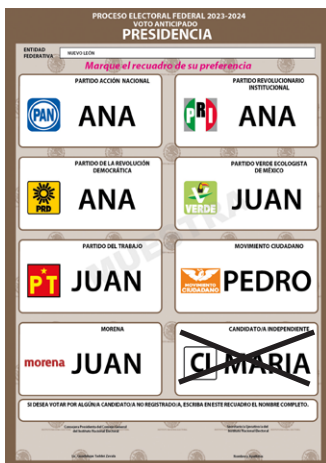 PROCESO ELECTORAL FEDERAL 2023-2024
VOTO ANTICIPADO
PRESIDENCIA
ENTIDAD
FEDERATIVA
NUEVO LEÓN
Marque el recuadro de su preferencia
PARTIDO ACCIÓN NACIONAL
PAN
ANA
PARTIDO REVOLUCIONARIO
INSTITUCIONAL
PRI
ANA
PARTIDO DE LA REVOLUCIÓN
DEMOCRÁTICA
PRD
ANA
PARTIDO VERDE ECOLOGISTA
DE MÉXICO
VERDE
JUAN
PARTIDO DEL TRABAJO
PT
JUAN
MOVIMIENTO CIUDADANO
MOVIMIENTO
CIUDADANO
PEDRO
MORENA
morena
JUAN
CANDIDATO/A INDEPENDIENTE
CI
MARIA
MUESTRA
SI DESEA VOTAR POR ALGÚN/A CANDIDATO/A NO REGISTRADO/A, ESCRIBA EN ESTE RECUADRO EL NOMBRE COMPLETO.